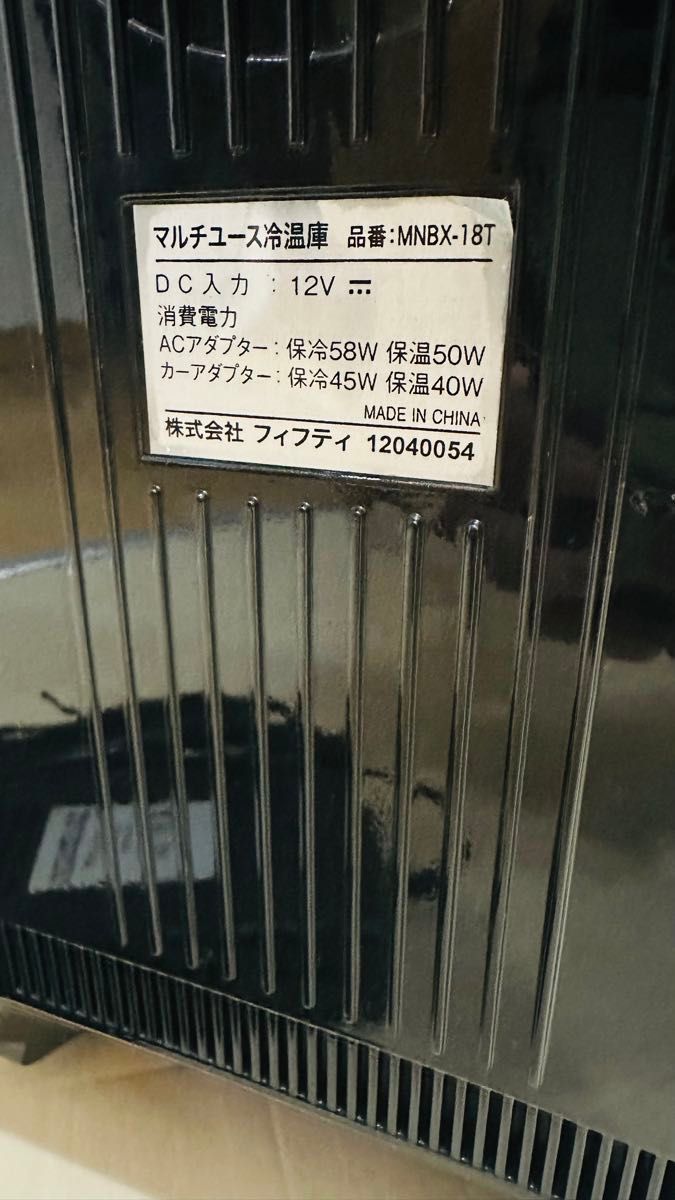 マルチユース冷温庫 品番:MNBX-18T
DC入力 : 12V ⎓
消費電力
ACアダプター:保冷58W 保温50W
カーアダプター:保冷45W 保温40W
MADE IN CHINA
株式会社 フィフティ 12040054